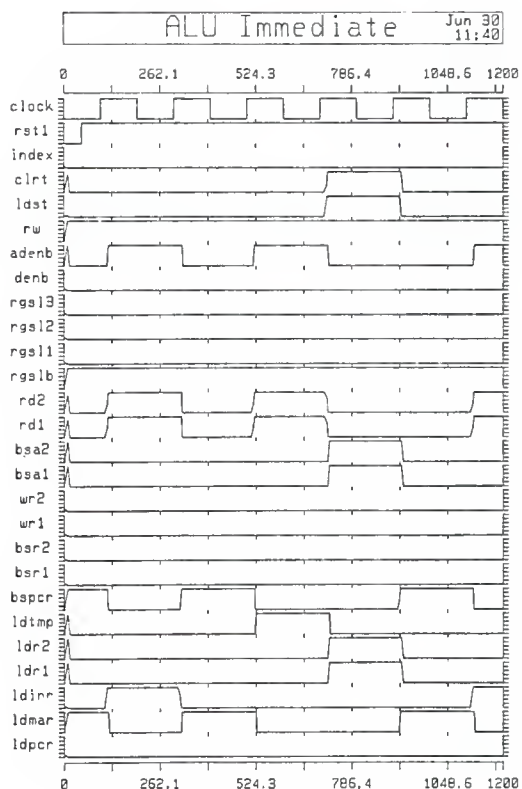 ALU Immediate
Jun 30
11:40
0 262.1 524.3 786.4 1048.6 1200
clock
rst1
index
clrt
ldst
rw
adenb
denb
rgsl3
rgsl2
rgsl1
rgslb
rd2
rd1
bsa2
bsa1
wr2
wr1
bsr2
bsr1
bspcr
ldtmp
ldr2
ldr1
ldinr
ldmar
ldpcr
0 262.1 524.3 786.4 1048.6 1200